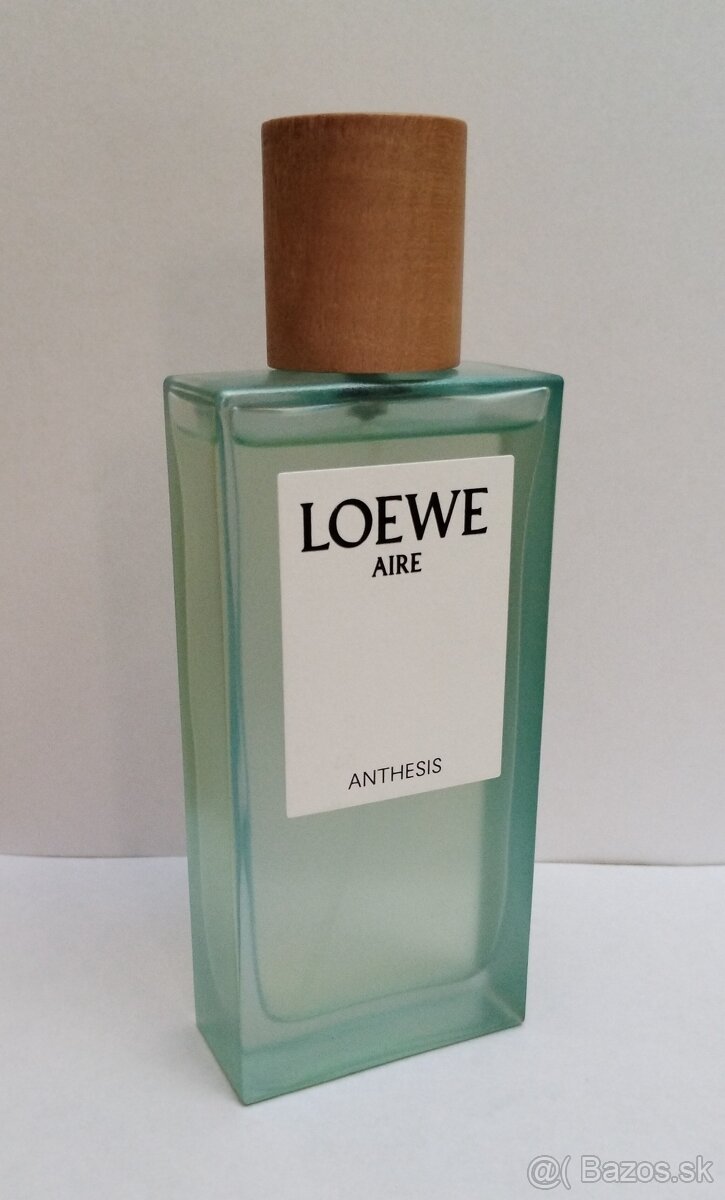 LOEWE
AIRE
ANTHESIS
@( Bazos.sk